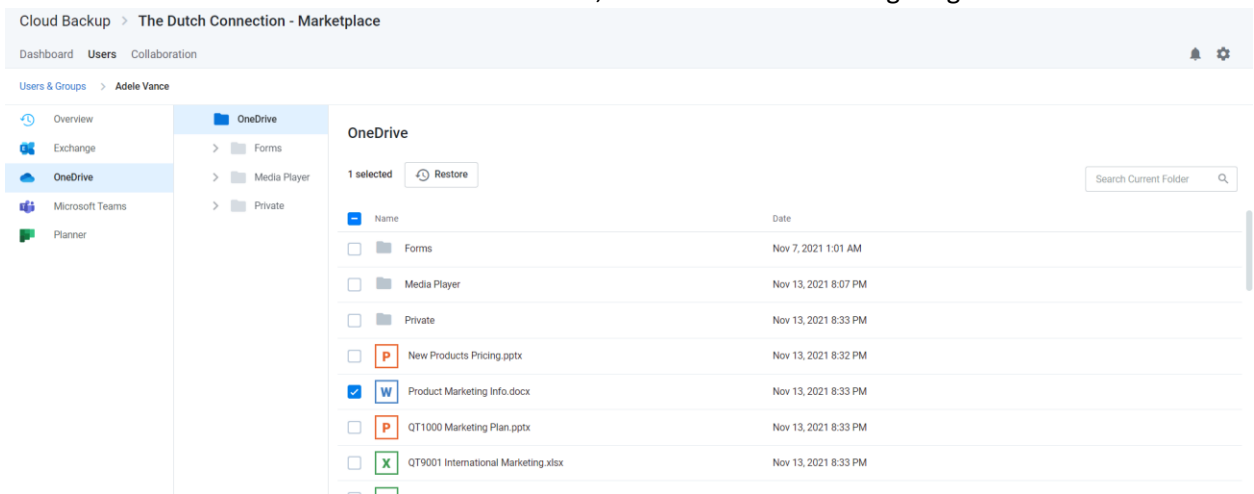 Cloud Backup > The Dutch Connection - Marketplace
Dashboard Users Collaboration
Users & Groups > Adele Vance
Overview
Exchange
OneDrive
Microsoft Teams
Planner
OneDrive
> Forms
> Media Player
> Private
OneDrive
1 selected Restore
Search Current Folder
Name Date
Forms Nov 7, 2021 1:01 AM
Media Player Nov 13, 2021 8:07 PM
Private Nov 13, 2021 8:33 PM
P New Products Pricing.pptx Nov 13, 2021 8:32 PM
W Product Marketing Info.docx Nov 13, 2021 8:33 PM
P QT1000 Marketing Plan.pptx Nov 13, 2021 8:33 PM
X QT9001 International Marketing.xlsx Nov 13, 2021 8:33 PM